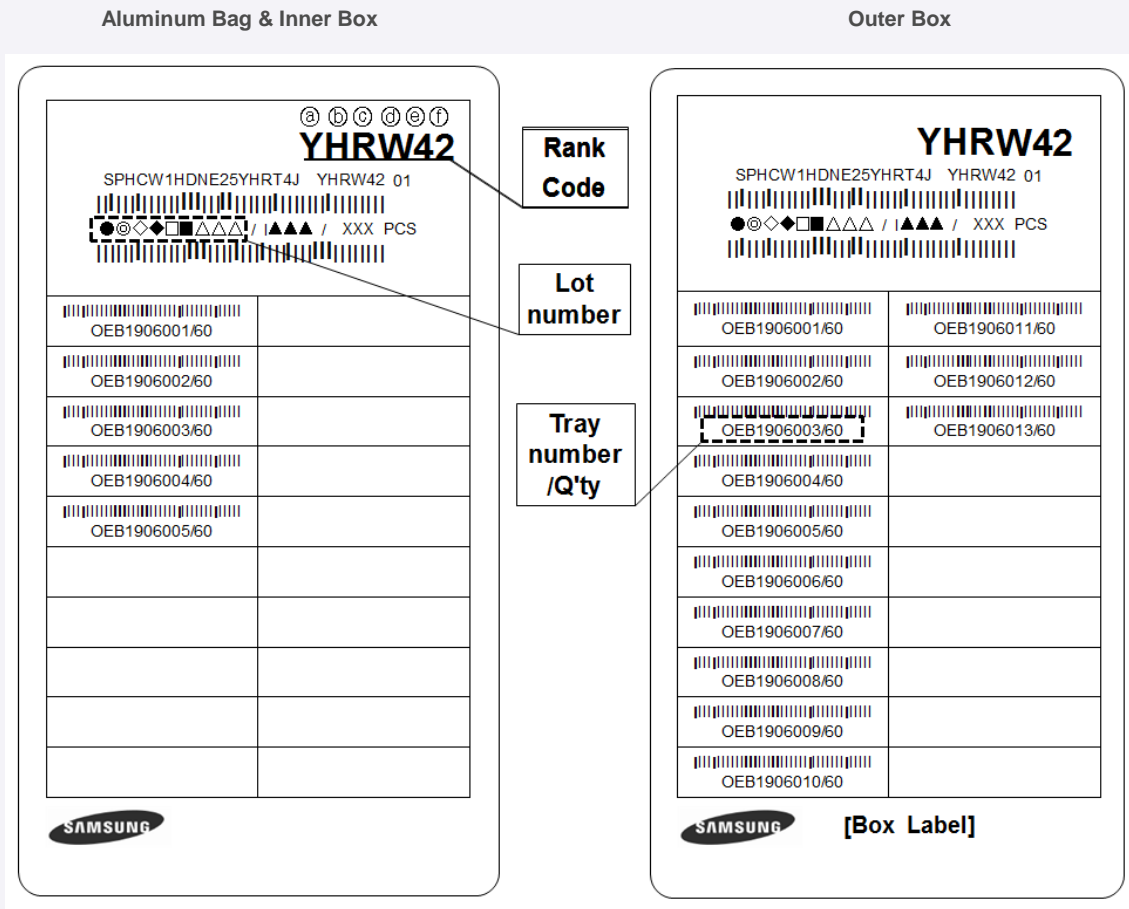 Aluminum Bag & Inner Box
Outer Box
ⓐ ⓑ ⓒ ⓓ ⓔ ⓕ
YHRW42
SPHCW1HDNE25YHRT4J YHRW42 01
●◎◇◆□■△△△ / I▲▲▲ / XXX PCS
OEB1906001/60
OEB1906002/60
OEB1906003/60
OEB1906004/60
OEB1906005/60
SAMSUNG
Rank
Code
Lot
number
Tray
number
/Q'ty
YHRW42
SPHCW1HDNE25YHRT4J YHRW42 01
●◎◇◆□■△△△ / I▲▲▲ / XXX PCS
OEB1906001/60 OEB1906011/60
OEB1906002/60 OEB1906012/60
OEB1906003/60 OEB1906013/60
OEB1906004/60
OEB1906005/60
OEB1906006/60
OEB1906007/60
OEB1906008/60
OEB1906009/60
OEB1906010/60
SAMSUNG [Box Label]